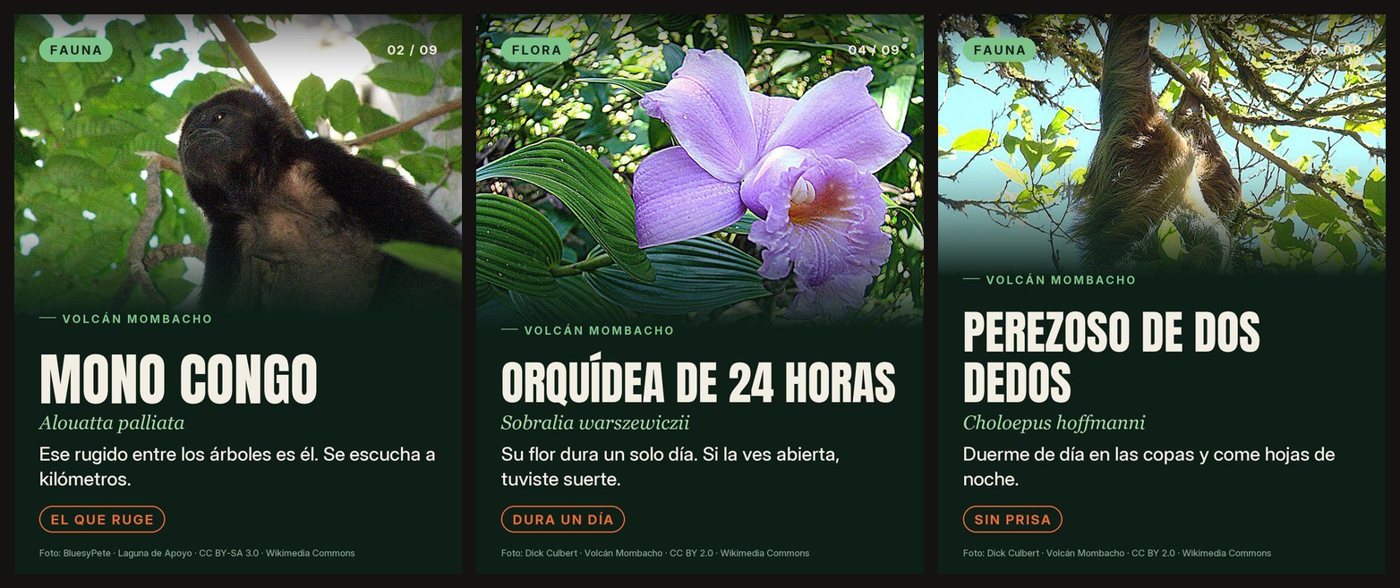 FAUNA
02 / 09
VOLCÁN MOMBACHO
MONO CONGO
Alouatta palliata
Ese rugido entre los árboles es él. Se escucha a
kilómetros.
EL QUE RUGE
Foto: BluesyPete · Laguna de Apoyo · CC BY-SA 3.0 · Wikimedia Commons
FLORA
04 / 09
VOLCÁN MOMBACHO
ORQUÍDEA DE 24 HORAS
Sobralia warszewiczii
Su flor dura un solo día. Si la ves abierta,
tuviste suerte.
DURA UN DÍA
Foto: Dick Culbert · Volcán Mombacho · CC BY 2.0 · Wikimedia Commons
FAUNA
05 / 09
VOLCÁN MOMBACHO
PEREZOSO DE DOS
DEDOS
Choloepus hoffmanni
Duerme de día en las copas y come hojas de
noche.
SIN PRISA
Foto: Dick Culbert · Volcán Mombacho · CC BY 2.0 · Wikimedia Commons